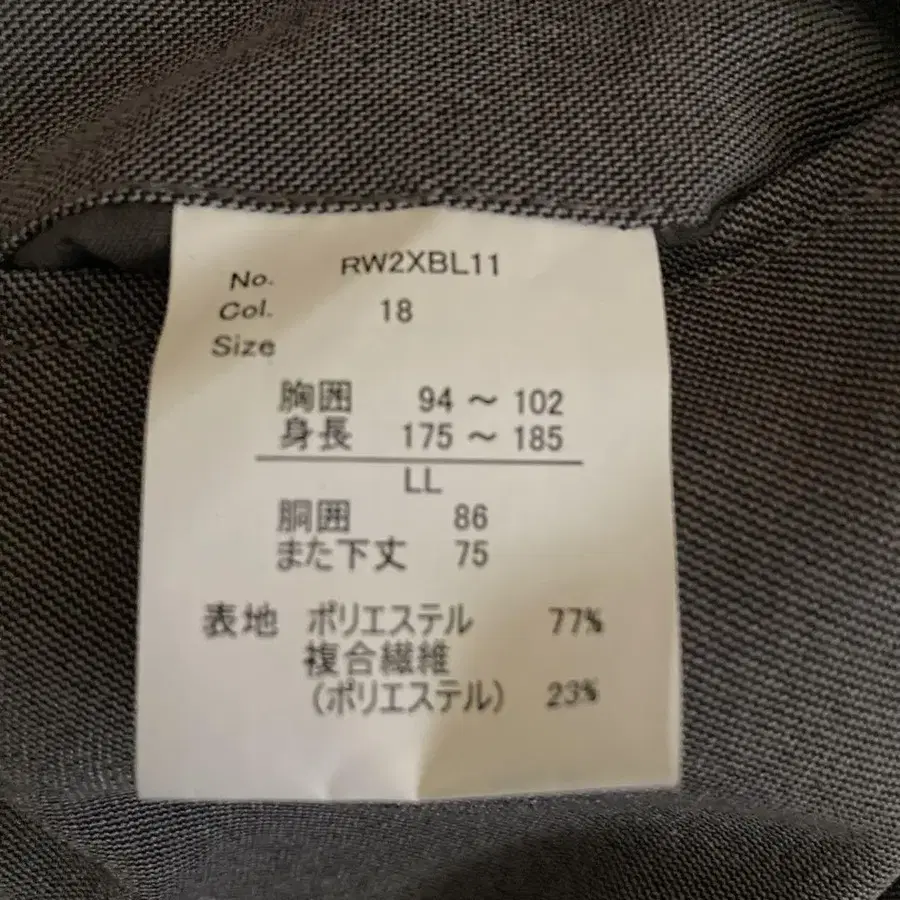 No. RW2XBL11
Col. 18
Size
胸囲 94 ～ 102
身長 175 ～ 185
LL
胴囲 86
また下丈 75
表地 ポリエステル 77%
複合繊維
(ポリエステル) 23%